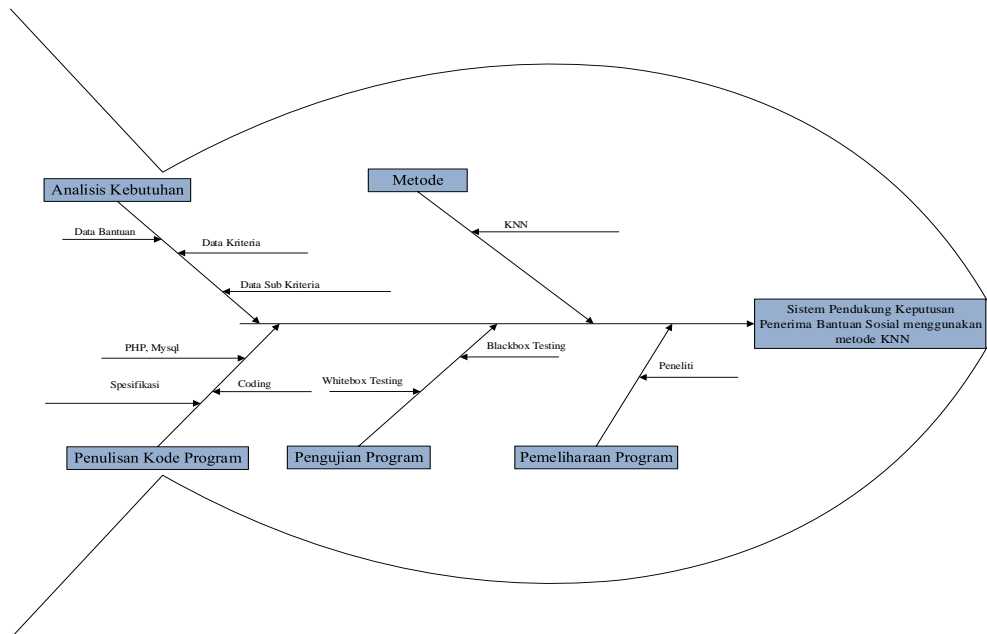 Analisis Kebutuhan
Metode
Data Bantuan
Data Kriteria
KNN
Data Sub Kriteria
Sistem Pendukung Keputusan
Penerima Bantuan Sosial menggunakan
metode KNN
PHP, Mysql
Blackbox Testing
Spesifikasi
Coding
Whitebox Testing
Peneliti
Penulisan Kode Program
Pengujian Program
Pemeliharaan Program